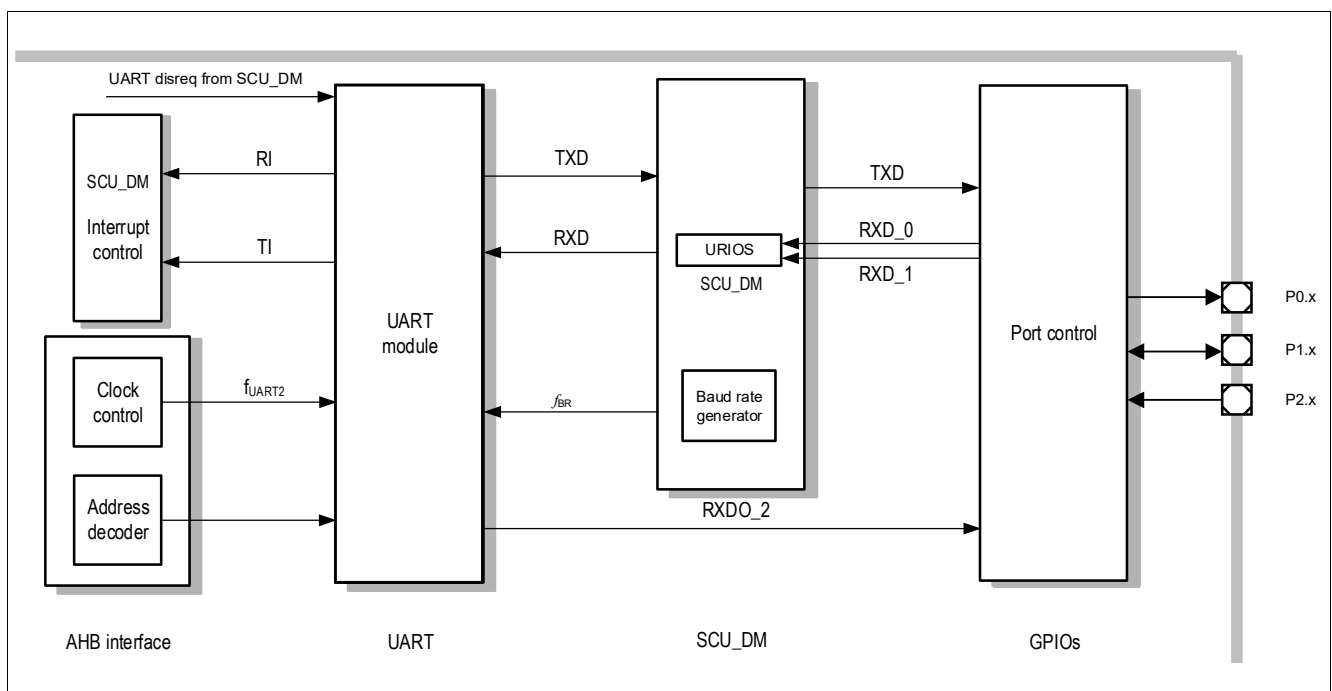 UART disreq from SCU_DM
SCU_DM
Interrupt
control
RI
TI
Clock
control
Address
decoder
fUART2
UART
module
TXD
RXD
fBR
RXDO_2
URIOS
SCU_DM
Baud rate
generator
TXD
RXD_0
RXD_1
Port control
P0.x
P1.x
P2.x
AHB interface
UART
SCU_DM
GPIOs